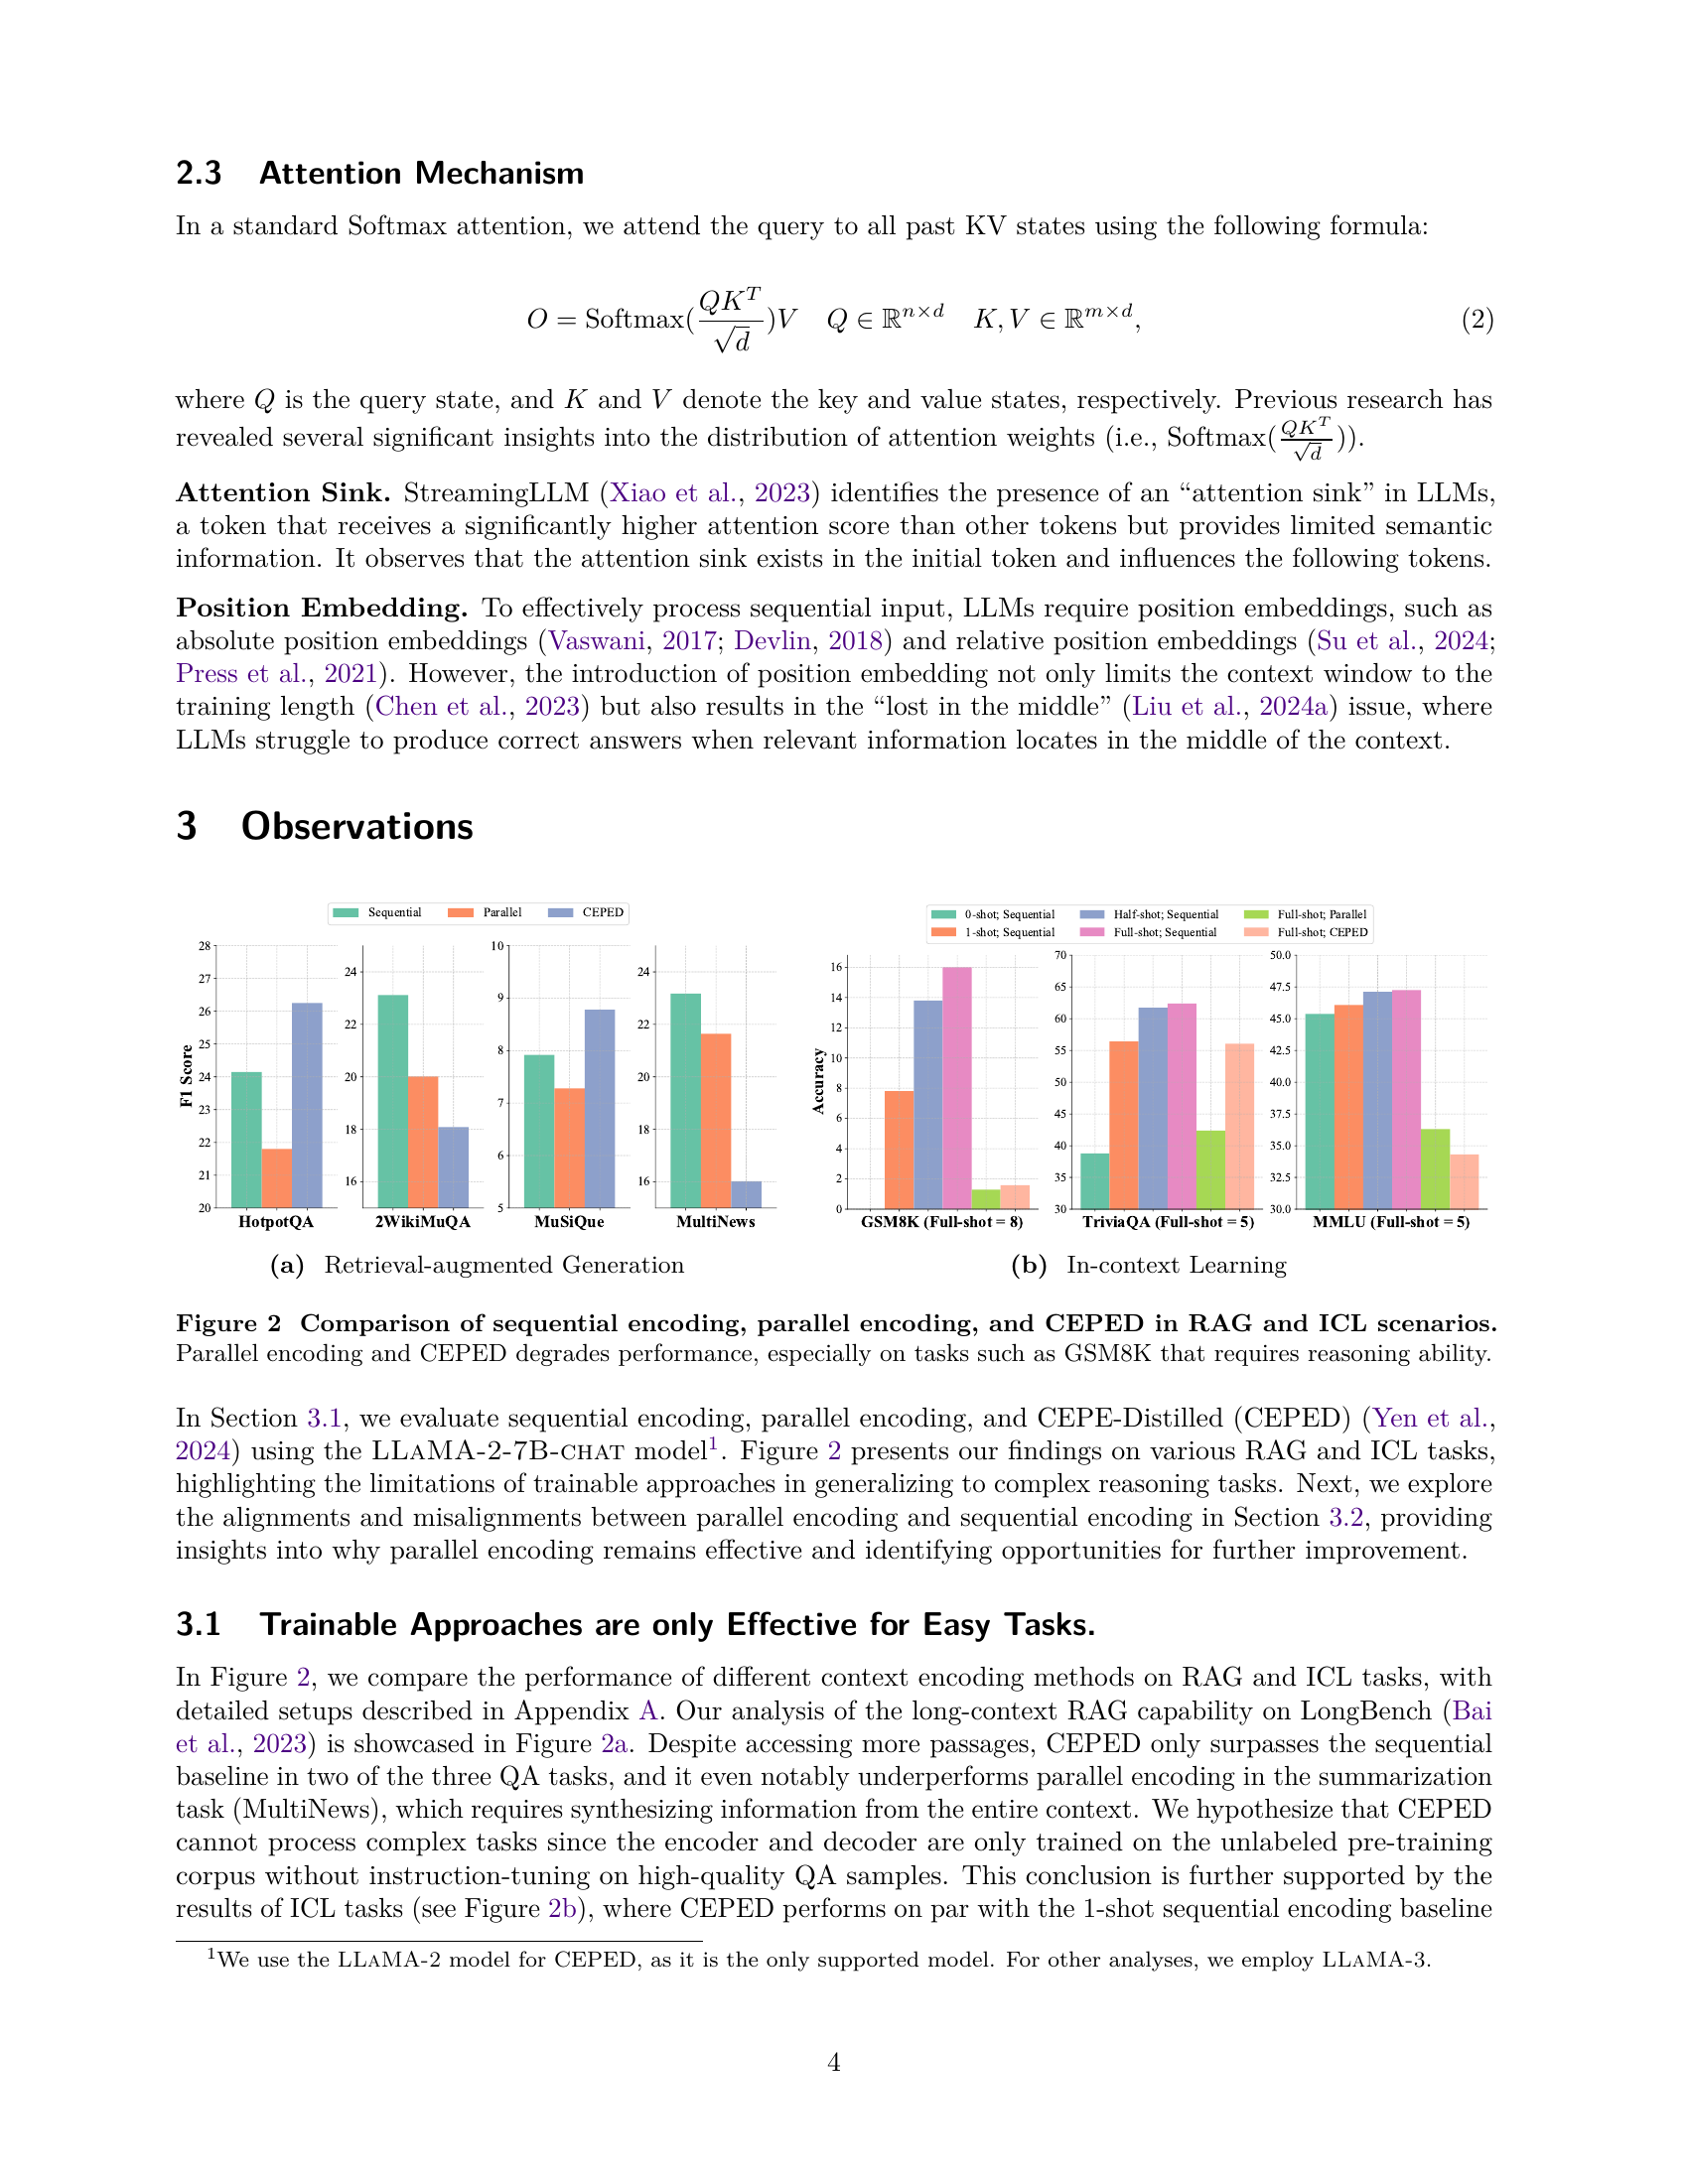 2.3 Attention Mechanism
In a standard Softmax attention, we attend the query to all past KV states using the following formula:
O = Softmax(QK^T/√d)V Q ∈ ℝ^{n×d} K, V ∈ ℝ^{m×d}, (2)
where Q is the query state, and K and V denote the key and value states, respectively. Previous research has
revealed several significant insights into the distribution of attention weights (i.e., Softmax(QK^T/√d)).
Attention Sink. StreamingLLM (Xiao et al., 2023) identifies the presence of an “attention sink” in LLMs,
a token that receives a significantly higher attention score than other tokens but provides limited semantic
information. It observes that the attention sink exists in the initial token and influences the following tokens.
Position Embedding. To effectively process sequential input, LLMs require position embeddings, such as
absolute position embeddings (Vaswani, 2017; Devlin, 2018) and relative position embeddings (Su et al., 2024;
Press et al., 2021). However, the introduction of position embedding not only limits the context window to the
training length (Chen et al., 2023) but also results in the “lost in the middle” (Liu et al., 2024a) issue, where
LLMs struggle to produce correct answers when relevant information locates in the middle of the context.
3 Observations
Sequential Parallel CEPED
F1 Score
28
27
26
25
24
23
22
21
20
HotpotQA
24
22
20
18
16
2WikiMuQA
10
9
8
7
6
5
MuSiQue
24
22
20
18
16
MultiNews
(a) Retrieval-augmented Generation
0-shot; Sequential Half-shot; Sequential Full-shot; Parallel
1-shot; Sequential Full-shot; Sequential Full-shot; CEPED
Accuracy
16
14
12
10
8
6
4
2
0
GSM8K (Full-shot = 8)
70
65
60
55
50
45
40
35
30
TriviaQA (Full-shot = 5)
50.0
47.5
45.0
42.5
40.0
37.5
35.0
32.5
30.0
MMLU (Full-shot = 5)
(b) In-context Learning
Figure 2 Comparison of sequential encoding, parallel encoding, and CEPED in RAG and ICL scenarios.
Parallel encoding and CEPED degrades performance, especially on tasks such as GSM8K that requires reasoning ability.
In Section 3.1, we evaluate sequential encoding, parallel encoding, and CEPE-Distilled (CEPED) (Yen et al.,
2024) using the LLaMA-2-7B-chat model¹. Figure 2 presents our findings on various RAG and ICL tasks,
highlighting the limitations of trainable approaches in generalizing to complex reasoning tasks. Next, we explore
the alignments and misalignments between parallel encoding and sequential encoding in Section 3.2, providing
insights into why parallel encoding remains effective and identifying opportunities for further improvement.
3.1 Trainable Approaches are only Effective for Easy Tasks.
In Figure 2, we compare the performance of different context encoding methods on RAG and ICL tasks, with
detailed setups described in Appendix A. Our analysis of the long-context RAG capability on LongBench (Bai
et al., 2023) is showcased in Figure 2a. Despite accessing more passages, CEPED only surpasses the sequential
baseline in two of the three QA tasks, and it even notably underperforms parallel encoding in the summarization
task (MultiNews), which requires synthesizing information from the entire context. We hypothesize that CEPED
cannot process complex tasks since the encoder and decoder are only trained on the unlabeled pre-training
corpus without instruction-tuning on high-quality QA samples. This conclusion is further supported by the
results of ICL tasks (see Figure 2b), where CEPED performs on par with the 1-shot sequential encoding baseline
¹We use the LLaMA-2 model for CEPED, as it is the only supported model. For other analyses, we employ LLaMA-3.
4